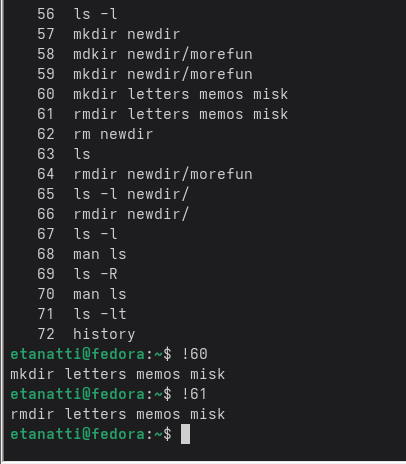 56 ls -l
57 mkdir newdir
58 mdkir newdir/morefun
59 mkdir newdir/morefun
60 mkdir letters memos misk
61 rmdir letters memos misk
62 rm newdir
63 ls
64 rmdir newdir/morefun
65 ls -l newdir/
66 rmdir newdir/
67 ls -l
68 man ls
69 ls -R
70 man ls
71 ls -lt
72 history
etanatti@fedora:~$ !60
mkdir letters memos misk
etanatti@fedora:~$ !61
rmdir letters memos misk
etanatti@fedora:~$